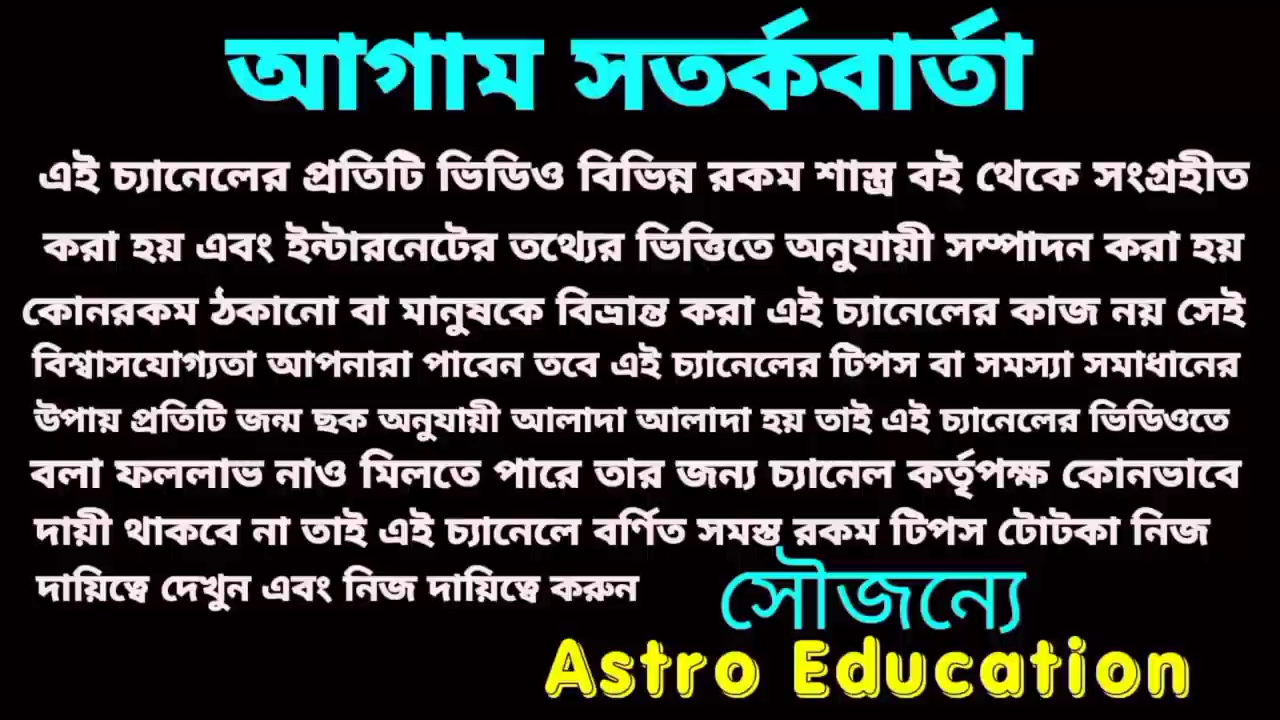 আগাম সতর্কবার্তা
এই চ্যানেলের প্রতিটি ভিডিও বিভিন্ন রকম শাস্ত্র বই থেকে সংগ্রহীত
করা হয় এবং ইন্টারনেটের তথ্যের ভিত্তিতে অনুযায়ী সম্পাদন করা হয়
কোনরকম ঠকানো বা মানুষকে বিভ্রান্ত করা এই চ্যানেলের কাজ নয় সেই
বিশ্বাসযোগ্যতা আপনারা পাবেন তবে এই চ্যানেলের টিপস বা সমস্যা সমাধানের
উপায় প্রতিটি জন্ম ছক অনুযায়ী আলাদা আলাদা হয় তাই এই চ্যানেলের ভিডিওতে
বলা ফললাভ নাও মিলতে পারে তার জন্য চ্যানেল কর্তৃপক্ষ কোনভাবে
দায়ী থাকবে না তাই এই চ্যানেলে বর্ণিত সমস্ত রকম টিপস টোটকা নিজ
দায়িত্বে দেখুন এবং নিজ দায়িত্বে করুন
সৌজন্যে
Astro Education